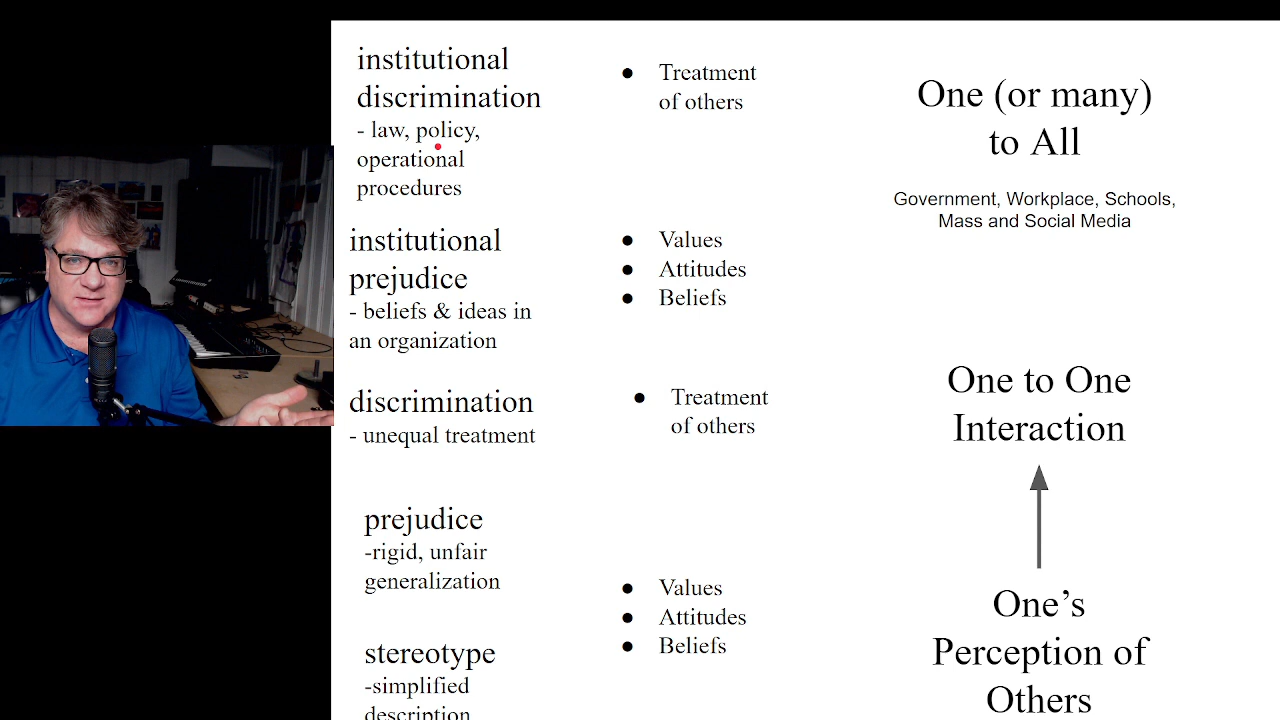 institutional
discrimination
- law, policy,
operational
procedures
● Treatment
of others
One (or many)
to All
Government, Workplace, Schools,
Mass and Social Media
institutional
prejudice
- beliefs & ideas in
an organization
● Values
● Attitudes
● Beliefs
discrimination
- unequal treatment
● Treatment
of others
One to One
Interaction
prejudice
-rigid, unfair
generalization
● Values
● Attitudes
● Beliefs
stereotype
-simplified
description
One’s
Perception of
Others